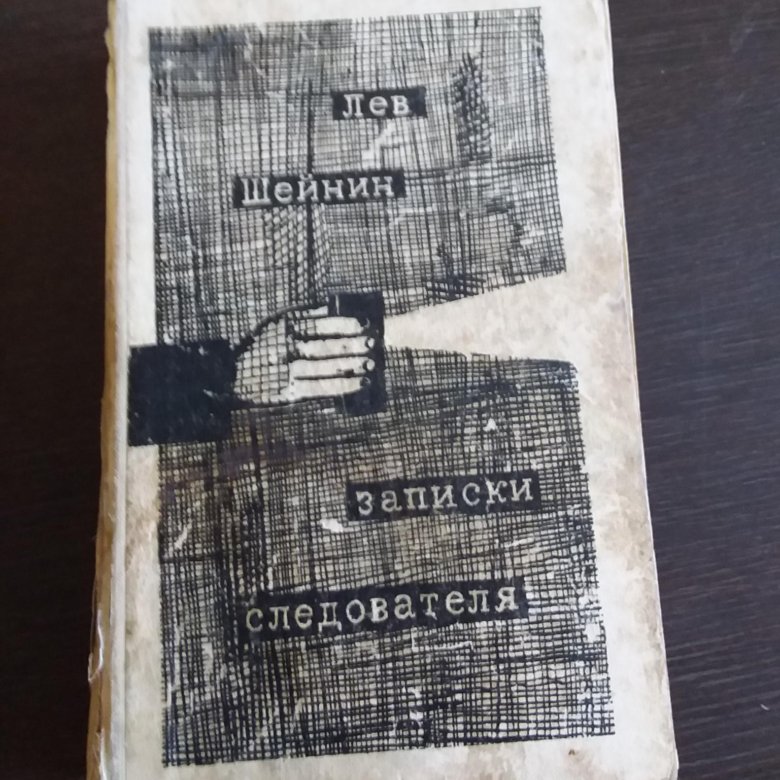 Лев
Шейнин
записки
следователя